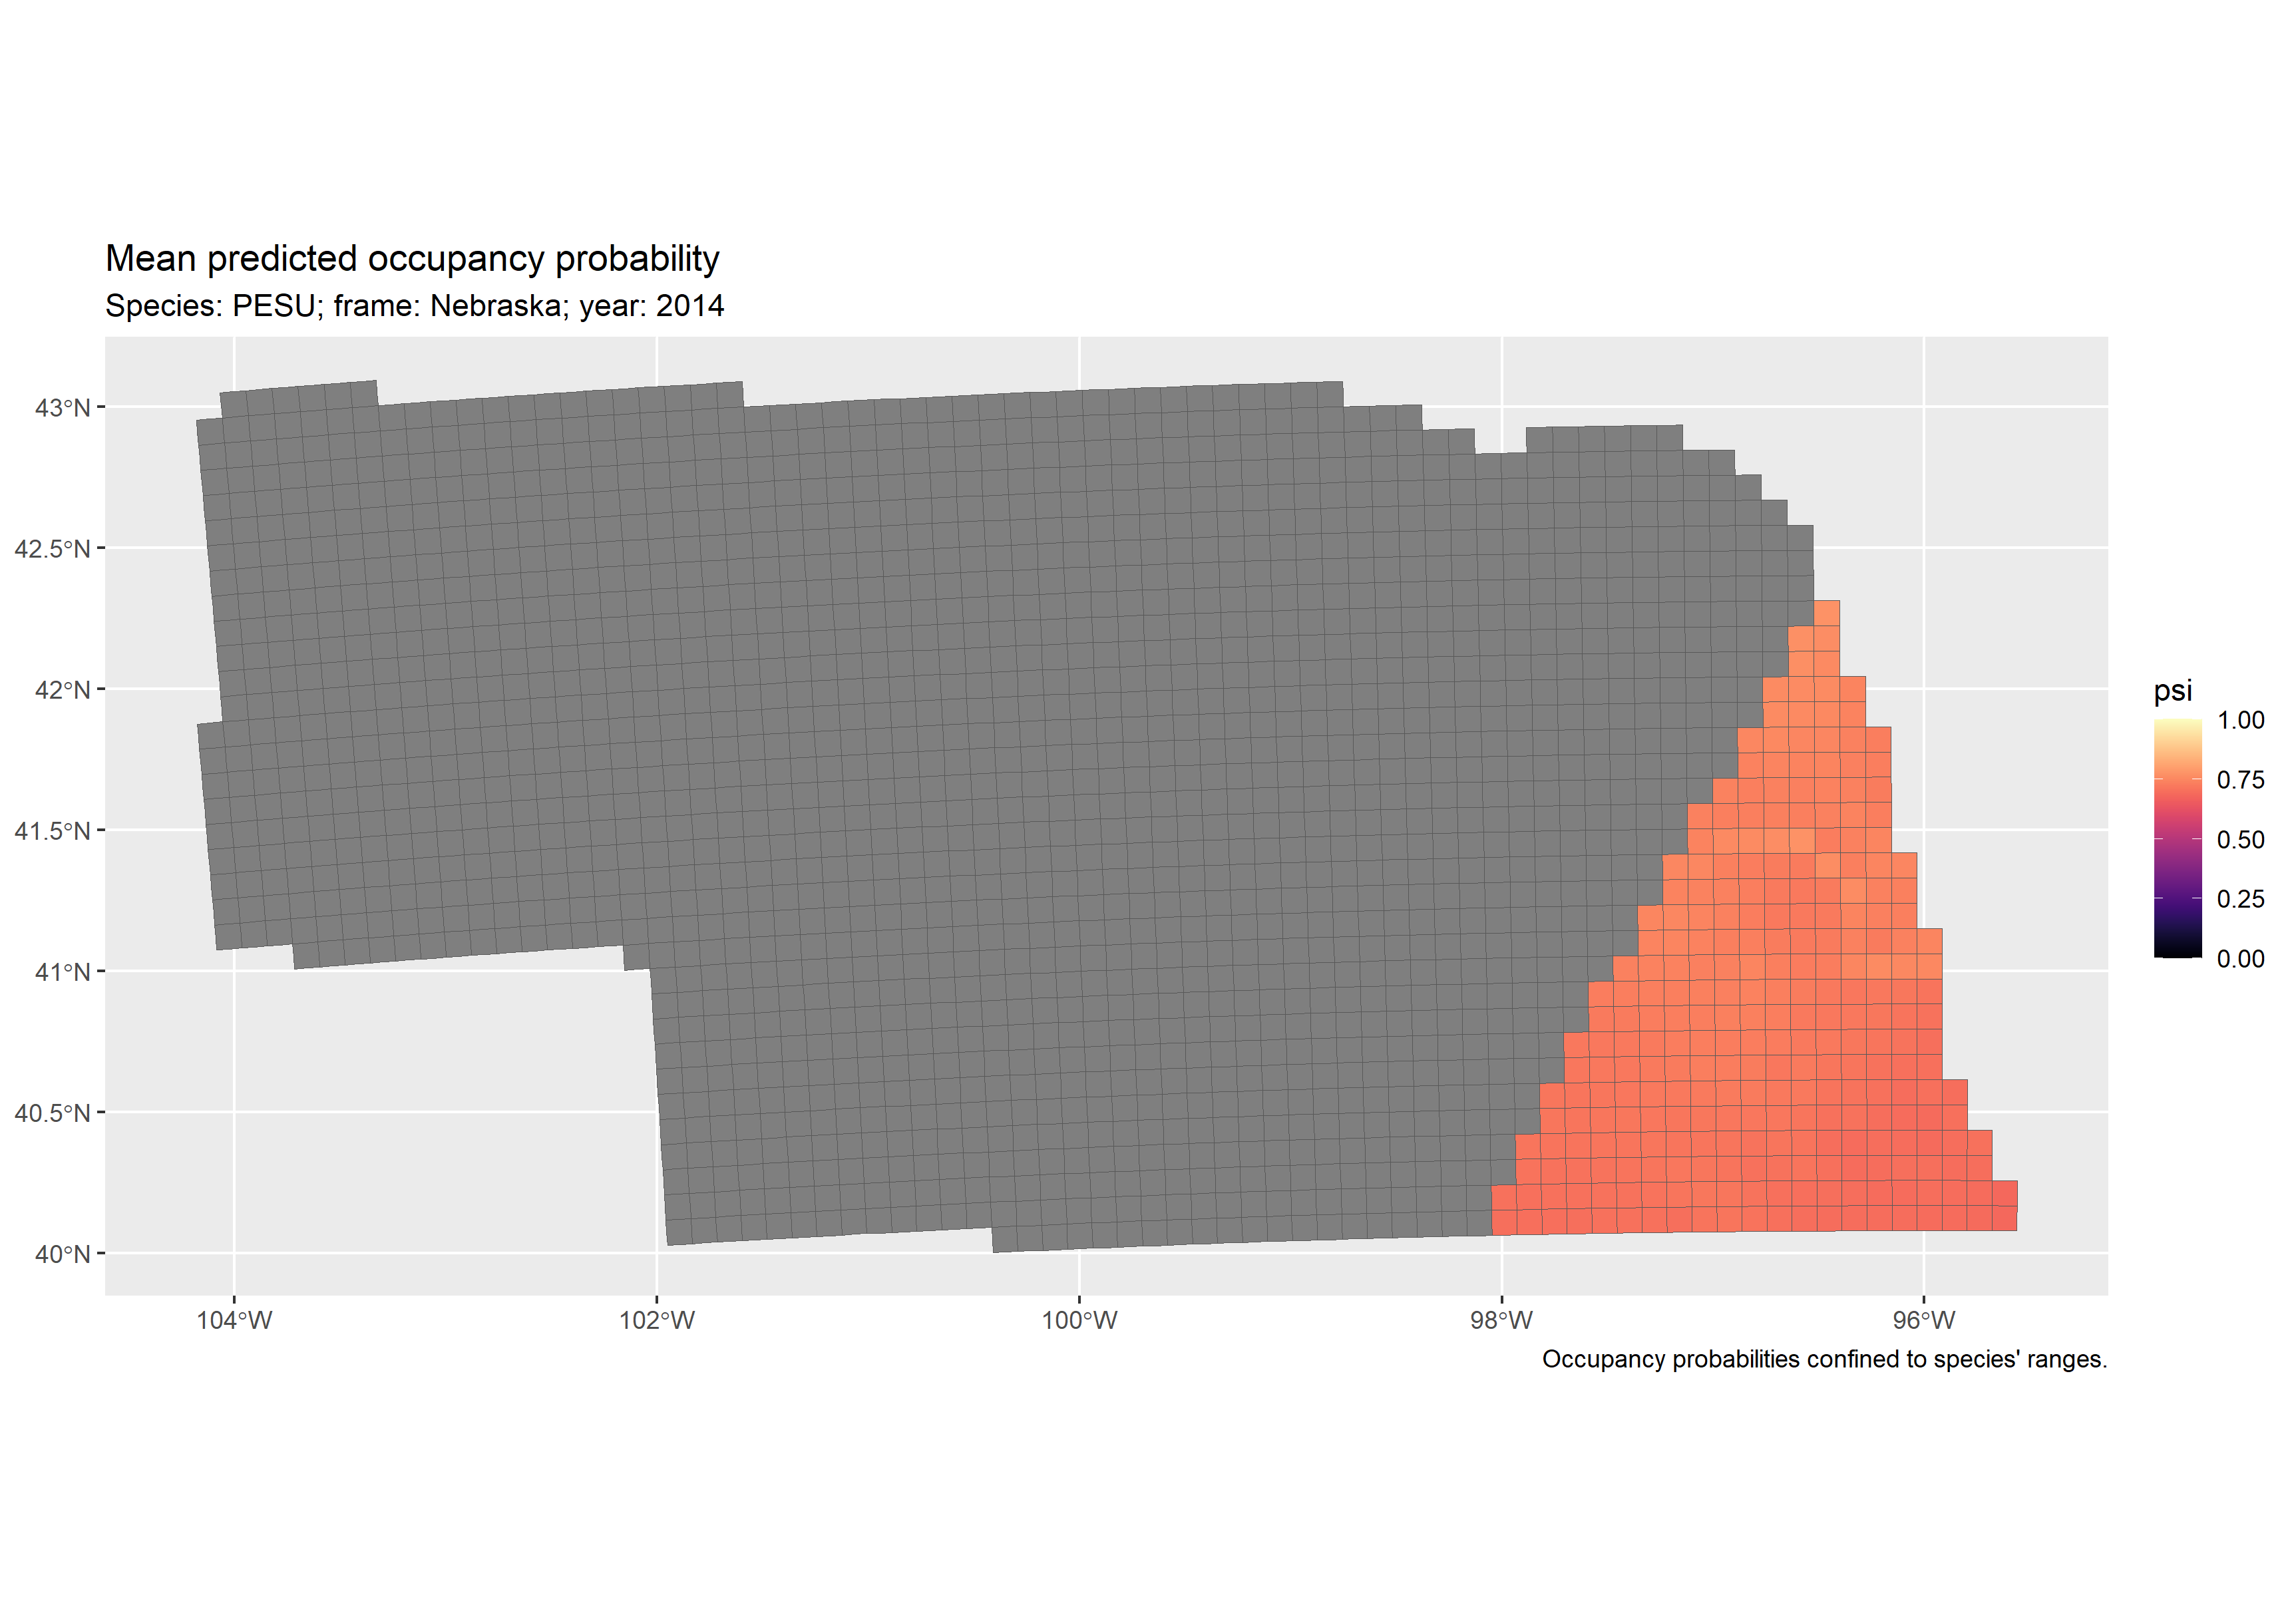 Mean predicted occupancy probability
Species: PESU; frame: Nebraska; year: 2014
43°N
42.5°N
42°N
41.5°N
41°N
40.5°N
40°N
104°W
102°W
100°W
98°W
96°W
psi
1.00
0.75
0.50
0.25
0.00
Occupancy probabilities confined to species' ranges.